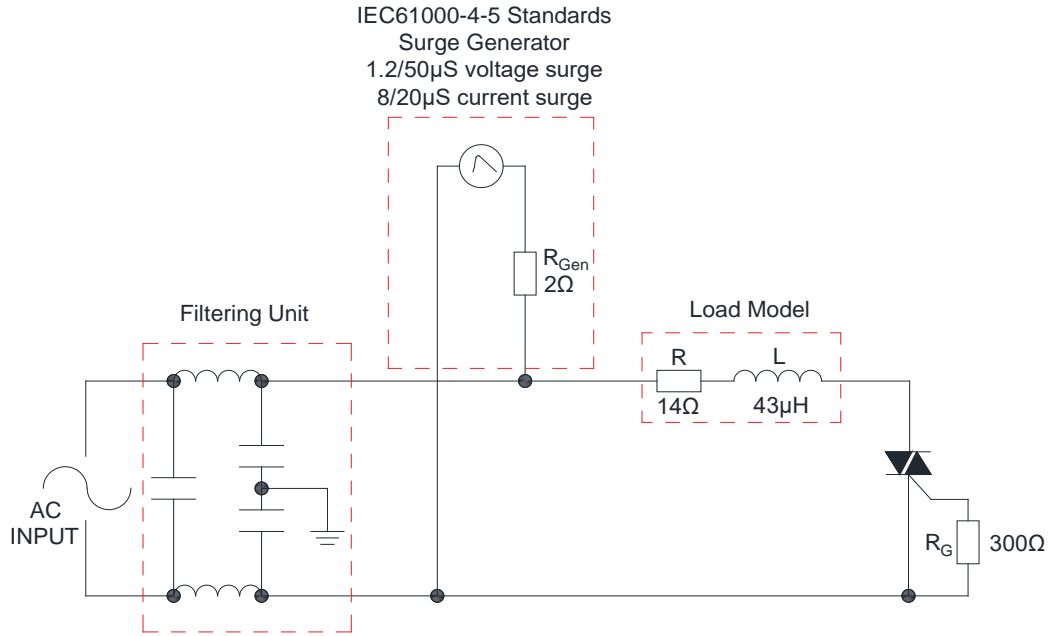 IEC61000-4-5 Standards
Surge Generator
1.2/50μS voltage surge
8/20μS current surge
RGen
2Ω
Filtering Unit
Load Model
R
L
14Ω
43μH
AC
INPUT
RG
300Ω